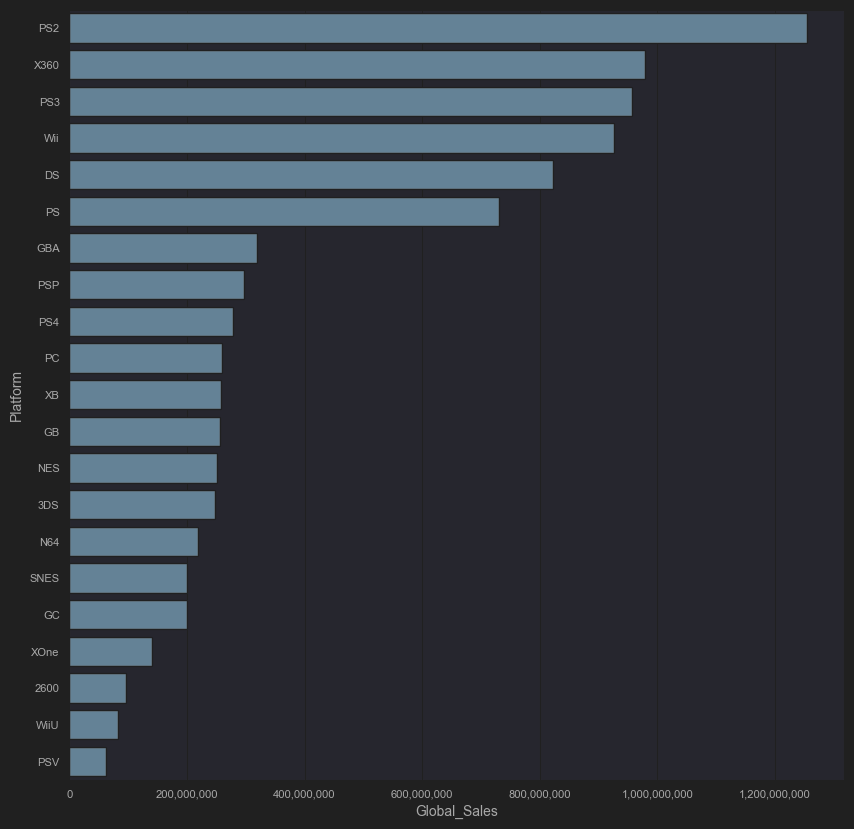 PS2
X360
PS3
Wii
DS
PS
GBA
PSP
PS4
PC
XB
GB
NES
3DS
N64
SNES
GC
XOne
2600
WiiU
PSV
Platform
0 200,000,000 400,000,000 600,000,000 800,000,000 1,000,000,000 1,200,000,000
Global_Sales